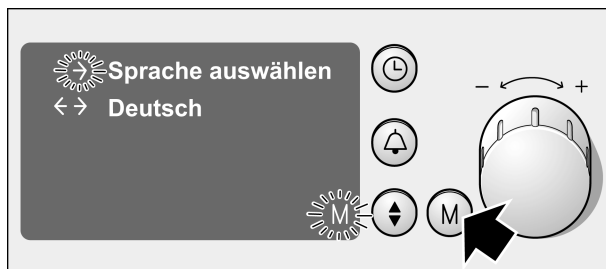 → Sprache auswählen
← → Deutsch
M
M
− +